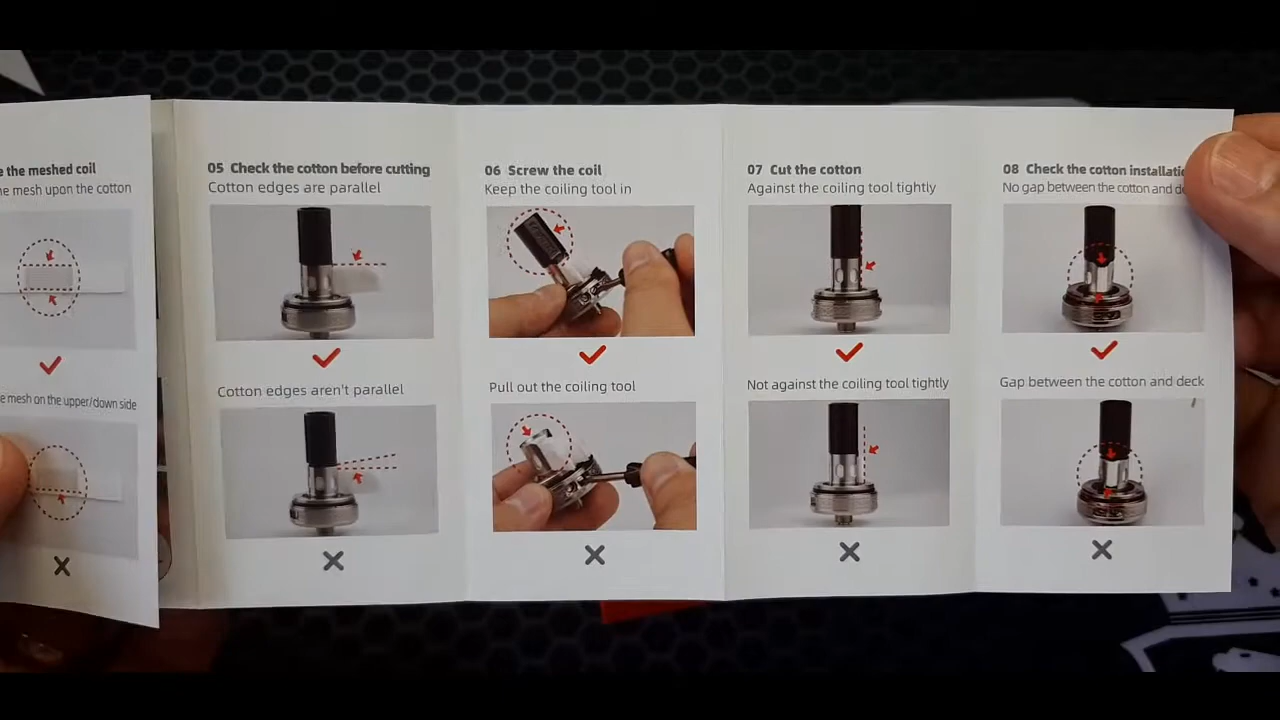 e the meshed coil
e mesh upon the cotton
e mesh on the upper/down side
05 Check the cotton before cutting
Cotton edges are parallel
Cotton edges aren't parallel
06 Screw the coil
Keep the coiling tool in
Pull out the coiling tool
07 Cut the cotton
Against the coiling tool tightly
Not against the coiling tool tightly
08 Check the cotton installatio
No gap between the cotton and de
Gap between the cotton and deck